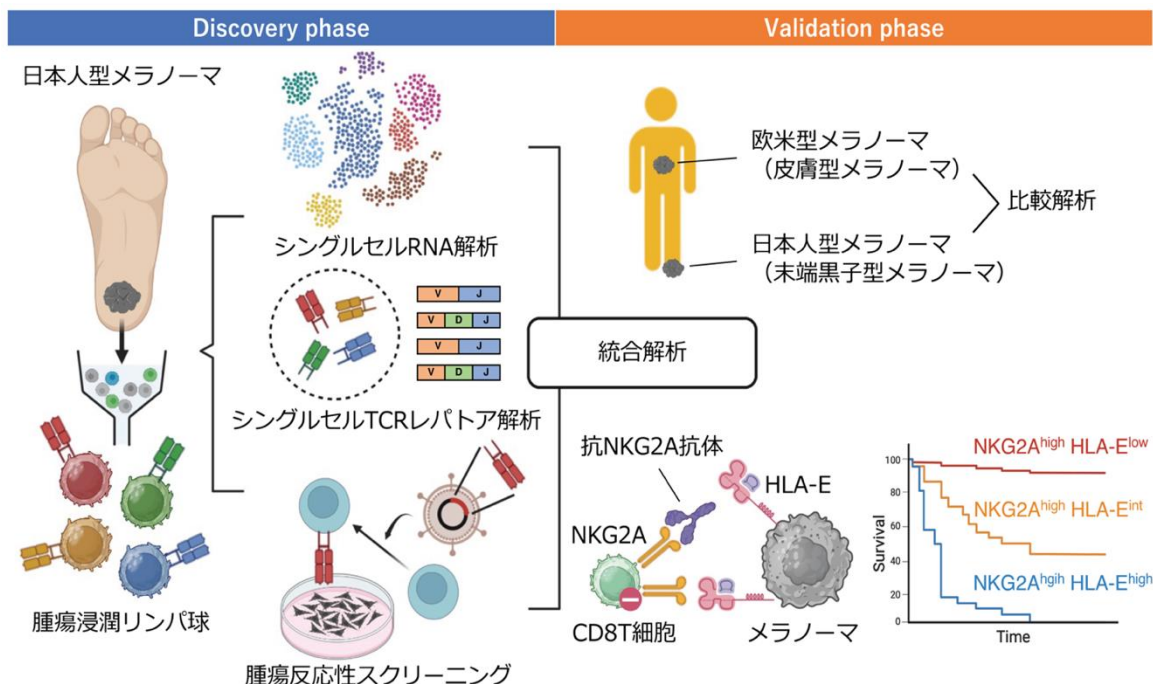 Discovery phase
Validation phase
日本人型メラノーマ
シングルセルRNA解析
V J
V D J
V J
V D J
シングルセルTCRレパトア解析
腫瘍浸潤リンパ球
腫瘍反応性スクリーニング
統合解析
欧米型メラノーマ
(皮膚型メラノーマ)
日本人型メラノーマ
(末端黒子型メラノーマ)
比較解析
抗NKG2A抗体
HLA-E
NKG2A
CD8T細胞
メラノーマ
NKG2Ahigh HLA-Elow
NKG2Ahigh HLA-Eint
NKG2Ahgih HLA-Ehigh
Survival
100
80
60
40
20
0
Time